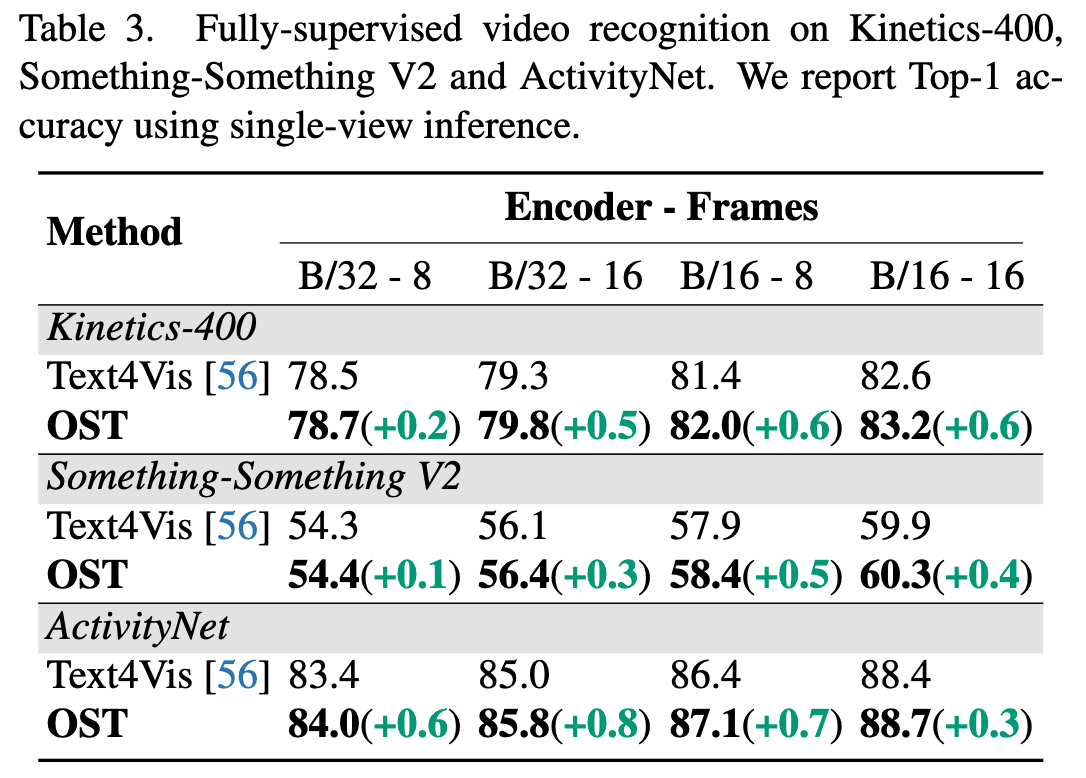 Table 3. Fully-supervised video recognition on Kinetics-400,
Something-Something V2 and ActivityNet. We report Top-1 ac-
curacy using single-view inference.
Method Encoder - Frames
B/32 - 8 B/32 - 16 B/16 - 8 B/16 - 16
Kinetics-400
Text4Vis [56] 78.5 79.3 81.4 82.6
OST 78.7(+0.2) 79.8(+0.5) 82.0(+0.6) 83.2(+0.6)
Something-Something V2
Text4Vis [56] 54.3 56.1 57.9 59.9
OST 54.4(+0.1) 56.4(+0.3) 58.4(+0.5) 60.3(+0.4)
ActivityNet
Text4Vis [56] 83.4 85.0 86.4 88.4
OST 84.0(+0.6) 85.8(+0.8) 87.1(+0.7) 88.7(+0.3)